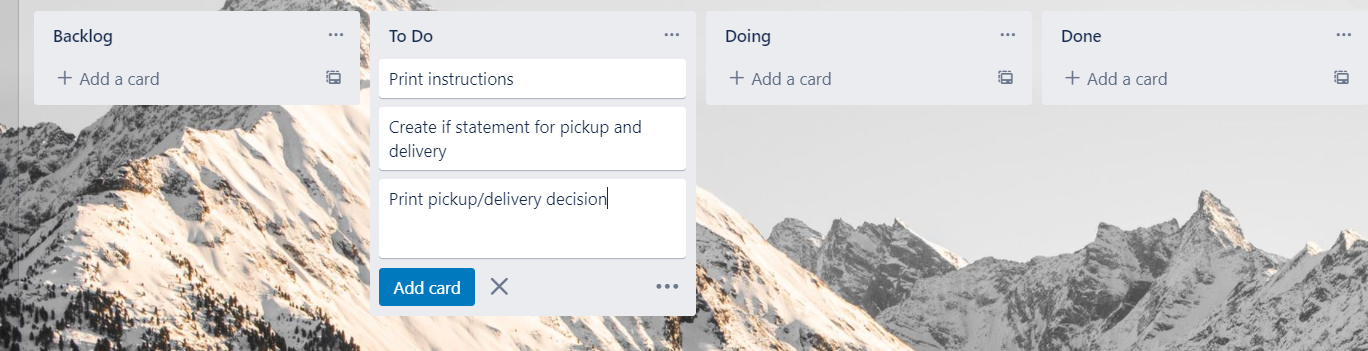 Backlog
Add a card
To Do
Print instructions
Create if statement for pickup and
delivery
Print pickup/delivery decision
Add card
Doing
Add a card
Done
Add a card